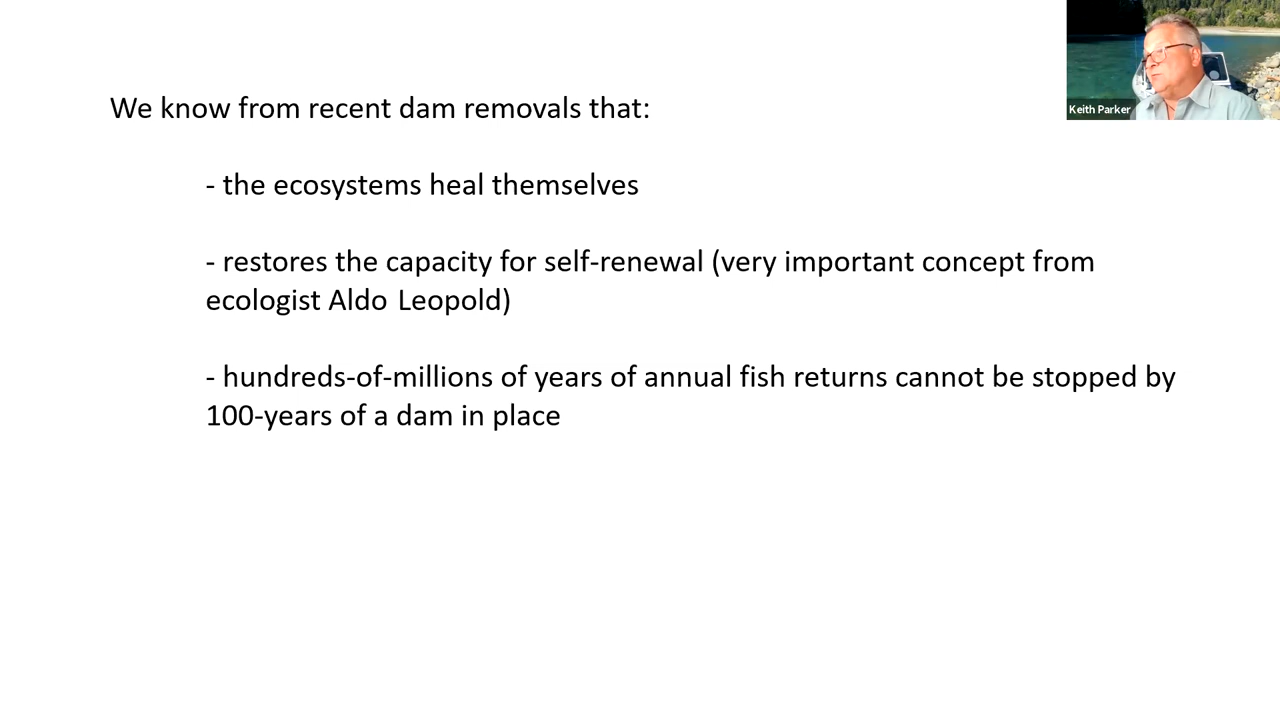 Keith Parker
We know from recent dam removals that:
- the ecosystems heal themselves
- restores the capacity for self-renewal (very important concept from
ecologist Aldo Leopold)
- hundreds-of-millions of years of annual fish returns cannot be stopped by
100-years of a dam in place